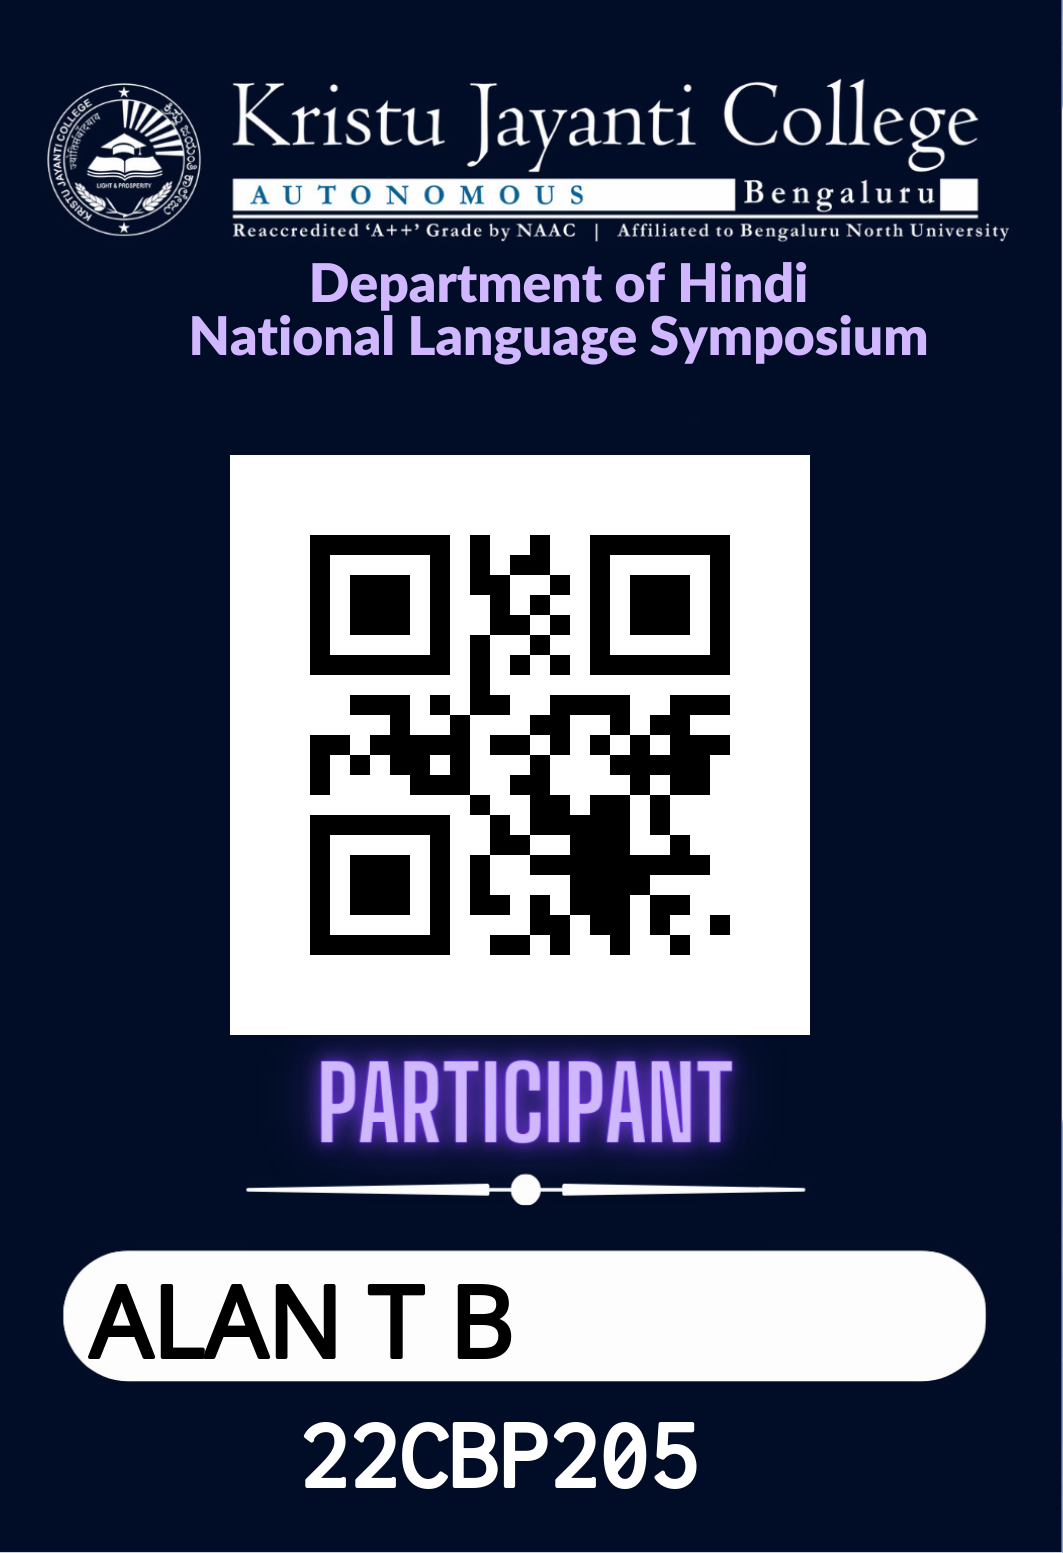 KRISTU JAYANTI COLLEGE
LIGHT & PROSPERITY
Kristu Jayanti College
AUTONOMOUS Bengaluru
Reaccredited ‘A++’ Grade by NAAC | Affiliated to Bengaluru North University
Department of Hindi
National Language Symposium
PARTICIPANT
ALAN T B
22CBP205